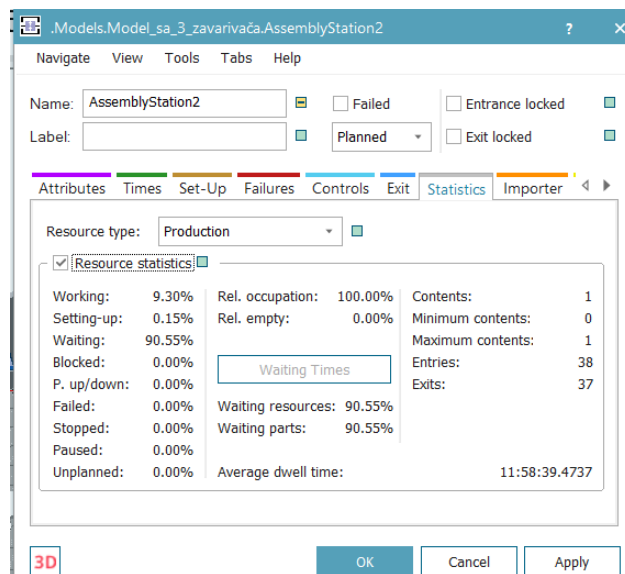 .Models.Model_sa_3_zavarivača.AssemblyStation2 ?
Navigate View Tools Tabs Help
Name: AssemblyStation2 Failed Entrance locked
Label: Planned Exit locked
Attributes Times Set-Up Failures Controls Exit Statistics Importer
Resource type: Production
Resource statistics
Working: 9.30% Rel. occupation: 100.00% Contents: 1
Setting-up: 0.15% Rel. empty: 0.00% Minimum contents: 0
Waiting: 90.55% Maximum contents: 1
Blocked: 0.00% Waiting Times Entries: 38
P. up/down: 0.00% Exits: 37
Failed: 0.00% Waiting resources: 90.55%
Stopped: 0.00% Waiting parts: 90.55%
Paused: 0.00%
Unplanned: 0.00% Average dwell time: 11:58:39.4737
3D OK Cancel Apply